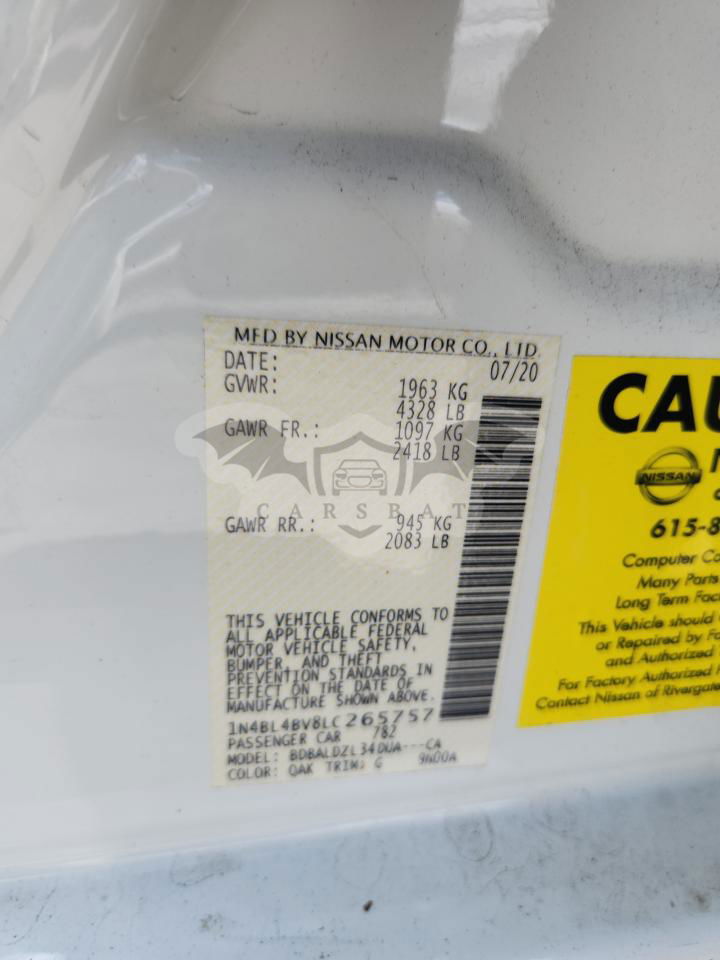 MFD BY NISSAN MOTOR CO., LTD.
DATE: 07/20
GVWR: 1963 KG
4328 LB
GAWR FR.: 1097 KG
2418 LB
CARSBAT
GAWR RR.: 945 KG
2083 LB
THIS VEHICLE CONFORMS TO
ALL APPLICABLE FEDERAL
MOTOR VEHICLE SAFETY,
BUMPER, AND THEFT
PREVENTION STANDARDS IN
EFFECT ON THE DATE OF
MANUFACTURE SHOWN ABOVE.
1N4BL4BV8LC265757
PASSENGER CAR 782
MODEL: BDBALDZL34DUA---CA
COLOR: QAK TRIM: G
CAU
NISSAN
615-8
Computer Co
Many Parts
Long Term Fac
This Vehicle should
or Repaired by Fa
and Authorized
For Factory Authorized
Contact Nissan of Rivergat